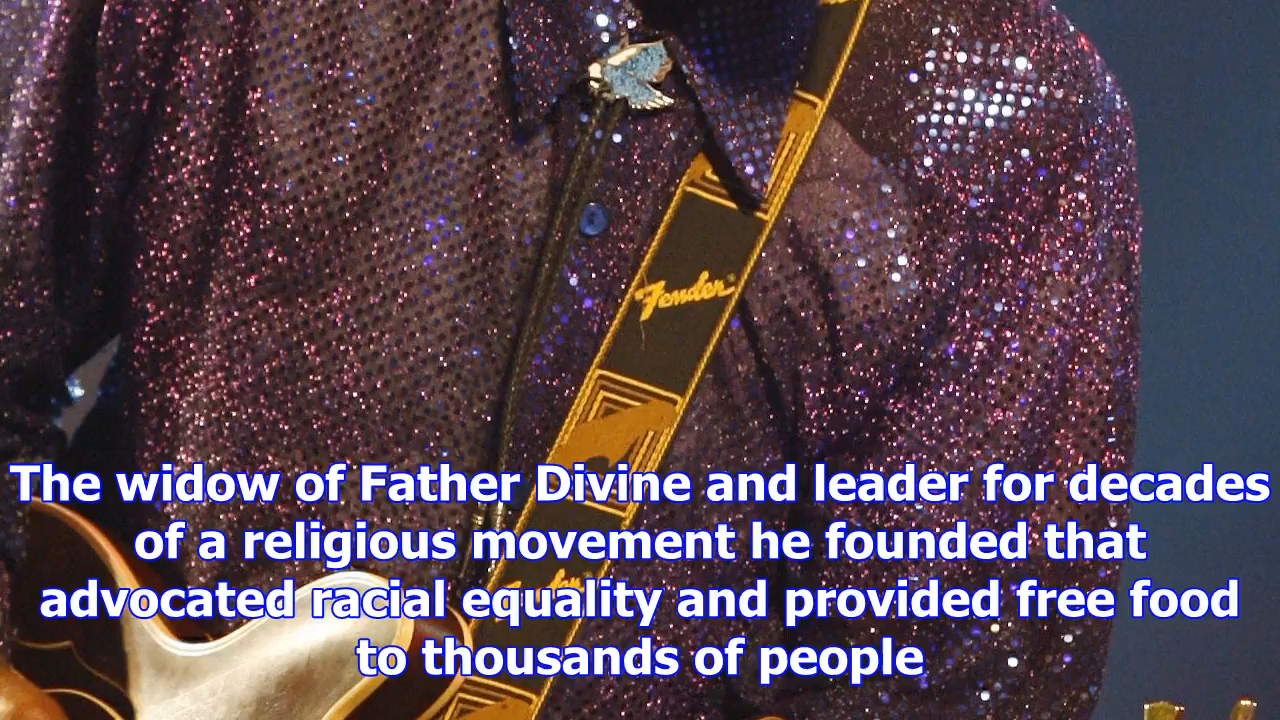 Fender
The widow of Father Divine and leader for decades
of a religious movement he founded that
advocated racial equality and provided free food
to thousands of people